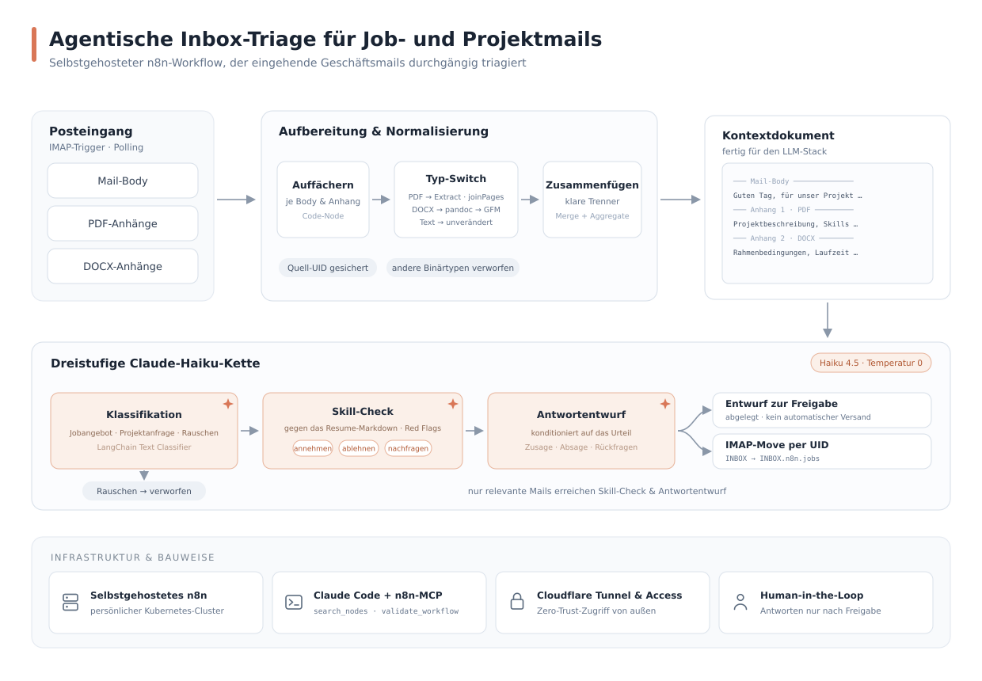 Agentische Inbox-Triage für Job- und Projektmails
Selbstgehosteter n8n-Workflow, der eingehende Geschäftsmails durchgängig triagiert
Posteingang
IMAP-Trigger · Polling
Mail-Body
PDF-Anhänge
DOCX-Anhänge
Aufbereitung & Normalisierung
Auffächern
je Body & Anhang
Code-Node
Typ-Switch
PDF → Extract · joinPages
DOCX → pandoc → GFM
Text → unverändert
Zusammenfügen
klare Trenner
Merge + Aggregate
Quell-UID gesichert
andere Binärtypen verworfen
Kontextdokument
fertig für den LLM-Stack
─── Mail-Body ───────────────
Guten Tag, für unser Projekt …
─── Anhang 1 · PDF ──────────
Projektbeschreibung, Skills …
─── Anhang 2 · DOCX ─────────
Rahmenbedingungen, Laufzeit …
Dreistufige Claude-Haiku-Kette
Haiku 4.5 · Temperatur 0
Klassifikation
Jobangebot · Projektanfrage · Rauschen
LangChain Text Classifier
Skill-Check
gegen das Resume-Markdown · Red Flags
annehmen
ablehnen
nachfragen
Antwortentwurf
konditioniert auf das Urteil
Zusage · Absage · Rückfragen
Entwurf zur Freigabe
abgelegt · kein automatischer Versand
IMAP-Move per UID
INBOX → INBOX.n8n.jobs
Rauschen → verworfen
nur relevante Mails erreichen Skill-Check & Antwortentwurf
INFRASTRUKTUR & BAUWEISE
Selbstgehostetes n8n
persönlicher Kubernetes-Cluster
Claude Code + n8n-MCP
search_nodes · validate_workflow
Cloudflare Tunnel & Access
Zero-Trust-Zugriff von außen
Human-in-the-Loop
Antworten nur nach Freigabe